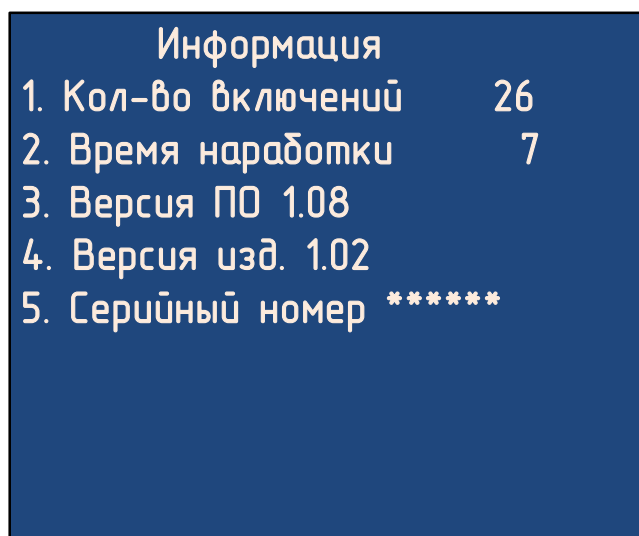 Информация
1. Кол-во включений 26
2. Время наработки 7
3. Версия ПО 1.08
4. Версия изд. 1.02
5. Серийный номер ******